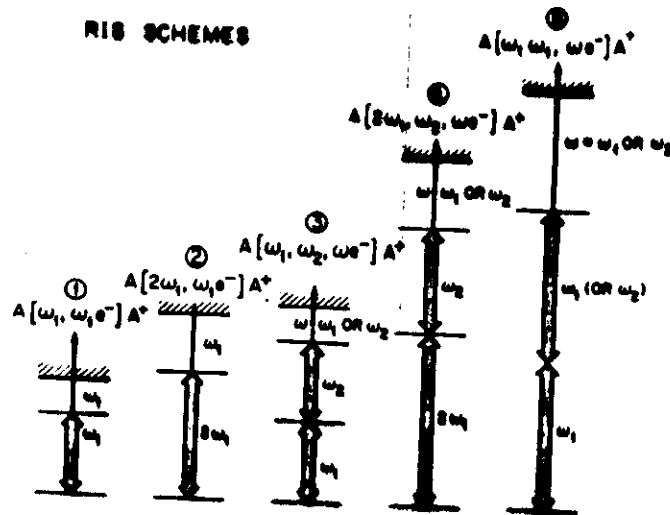 RIS SCHEMES
①
A[ω₁, ω₁e⁻]A⁺
ω₁
ω₁
②
A[2ω₁, ω₁e⁻]A⁺
ω₁
2ω₁
③
A[ω₁, ω₂, ωe⁻]A⁺
ω = ω₁ OR ω₂
ω₂
ω₁
④
A[2ω₁, ω₂, ωe⁻]A⁺
ω = ω₁ OR ω₂
ω₂
2ω₁
A[ω₁ ω₁, ωe⁻]A⁺
ω = ω₁ OR ω₂
ω₁ (OR ω₂)
ω₁